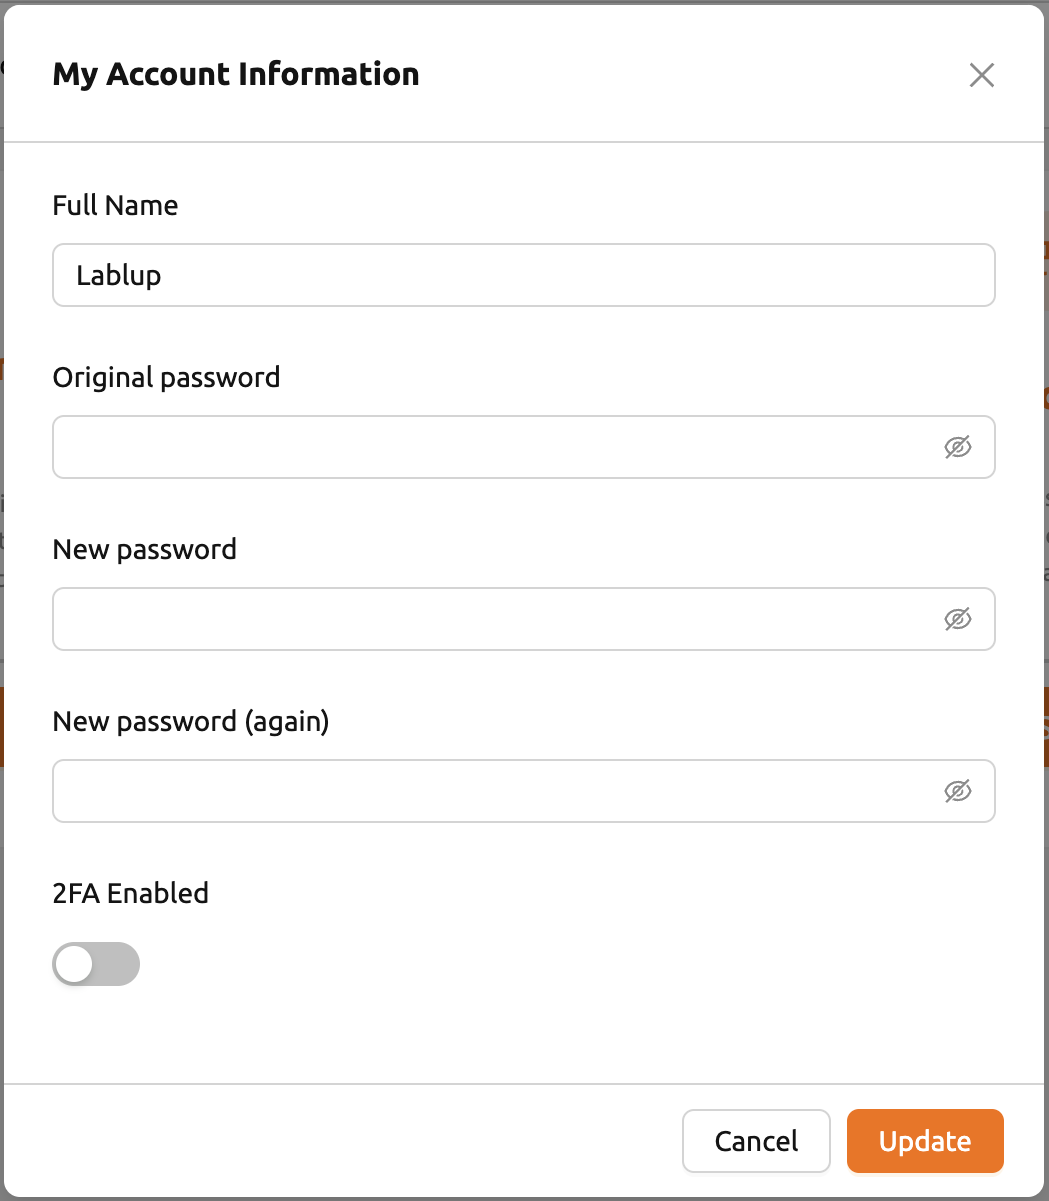 My Account Information
Full Name
Lablup
Original password
New password
New password (again)
2FA Enabled
Cancel
Update